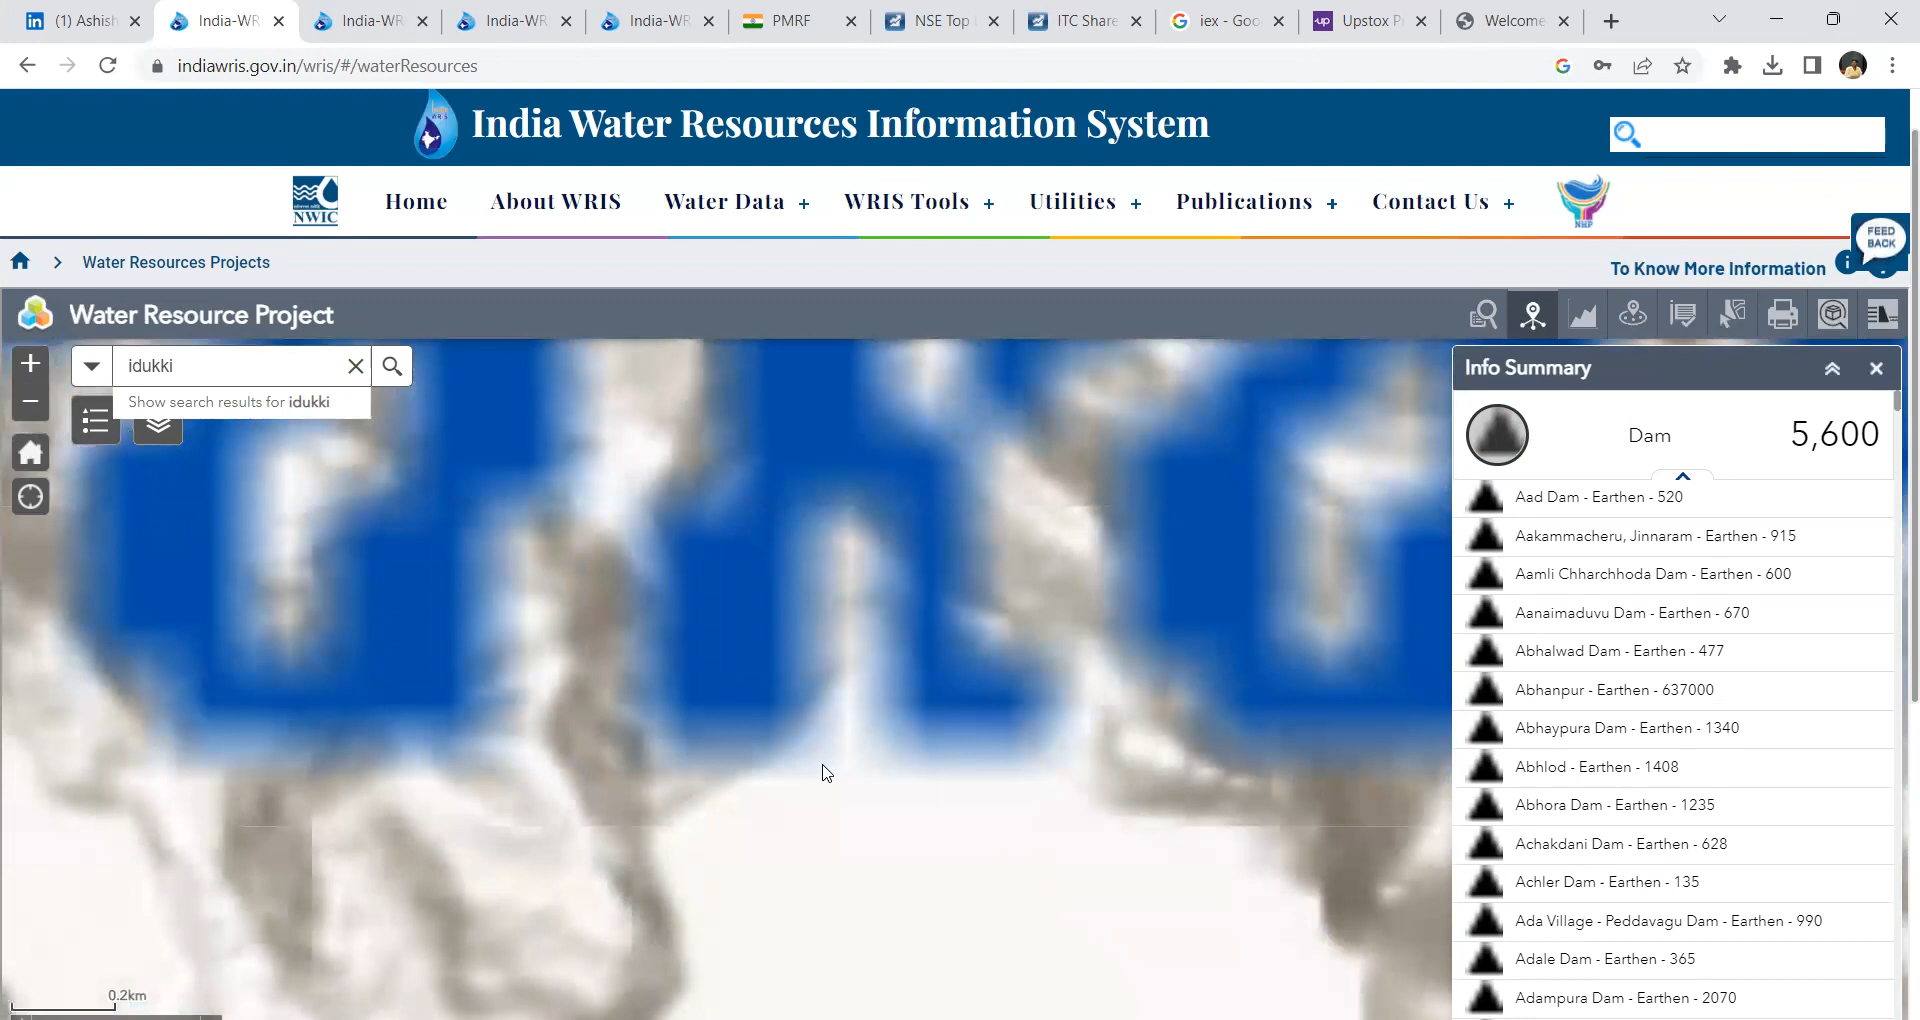 (1) Ashish
India-WR
India-WR
India-WR
India-WR
PMRF
NSE Top
ITC Share
iex - Goo
Upstox P
Welcome
indiawris.gov.in/wris/#/waterResources
India Water Resources Information System
NWIC
Home
About WRIS
Water Data +
WRIS Tools +
Utilities +
Publications +
Contact Us +
NHP
FEED
BACK
Water Resources Projects
To Know More Information
Water Resource Project
idukki
Show search results for idukki
Info Summary
Dam
5,600
Aad Dam - Earthen - 520
Aakammacheru, Jinnaram - Earthen - 915
Aamli Chharchhoda Dam - Earthen - 600
Aanaimaduvu Dam - Earthen - 670
Abhalwad Dam - Earthen - 477
Abhanpur - Earthen - 637000
Abhaypura Dam - Earthen - 1340
Abhlod - Earthen - 1408
Abhora Dam - Earthen - 1235
Achakdani Dam - Earthen - 628
Achler Dam - Earthen - 135
Ada Village - Peddavagu Dam - Earthen - 990
Adale Dam - Earthen - 365
Adampura Dam - Earthen - 2070
0.2km